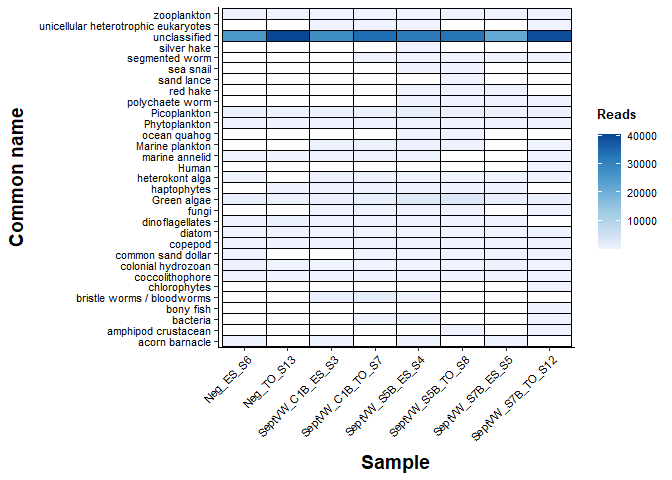 zooplankton
unicellular heterotrophic eukaryotes
unclassified
silver hake
segmented worm
sea snail
sand lance
red hake
polychaete worm
Picoplankton
Phytoplankton
ocean quahog
Marine plankton
marine annelid
Human
heterokont alga
haptophytes
Green algae
fungi
dinoflagellates
diatom
copepod
common sand dollar
colonial hydrozoan
coccolithophore
chlorophytes
bristle worms / bloodworms
bony fish
bacteria
amphipod crustacean
acorn barnacle
Common name
Neg_ES_S6
Neg_TO_S13
SeptVW_C1B_ES_S3
SeptVW_C1B_TO_S7
SeptVW_S5B_ES_S4
SeptVW_S5B_TO_S8
SeptVW_S7B_ES_S5
SeptVW_S7B_TO_S12
Sample
Reads
40000
30000
20000
10000